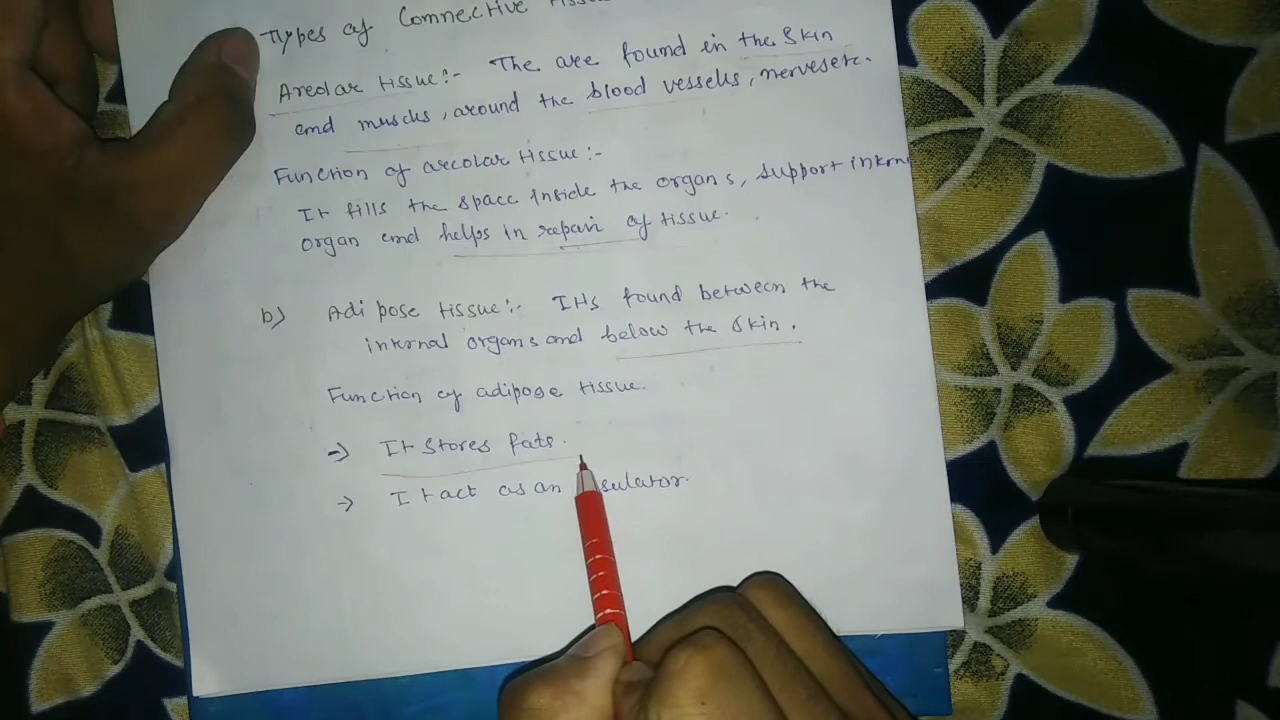 Types of Connective
Areolar tissue:- The are found in the skin
and muscles, around the blood vessels, nerves etc.
Function of areolar tissue:-
It fills the space inside the organs, support
organ and helps in repair of tissue.
b) Adipose tissue:- It is found between the
internal organs and below the skin.
Function of adipose tissue.
→ It stores fats.
→ It act as an sulator.